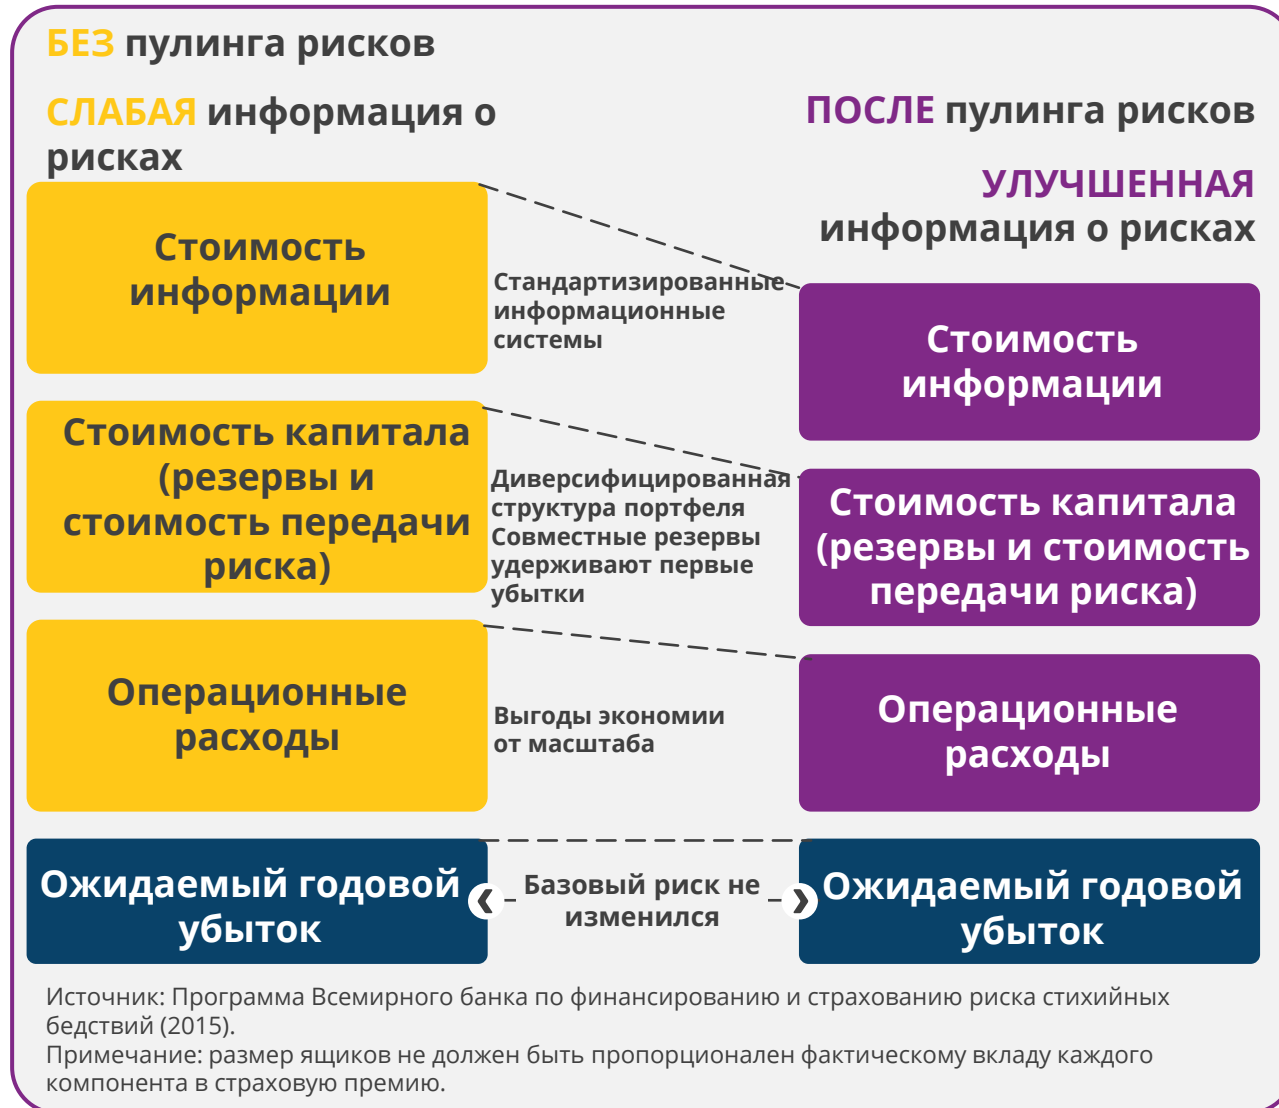 БЕЗ пулинга рисков
СЛАБАЯ информация о
рисках
ПОСЛЕ пулинга рисков
УЛУЧШЕННАЯ
информация о рисках
Стоимость
информации
Стандартизированные
информационные
системы
Стоимость
информации
Стоимость капитала
(резервы и
стоимость передачи
риска)
Диверсифицированная
структура портфеля
Совместные резервы
удерживают первые
убытки
Стоимость капитала
(резервы и стоимость
передачи риска)
Операционные
расходы
Выгоды экономии
от масштаба
Операционные
расходы
Ожидаемый годовой
убыток
Базовый риск не
изменился
Ожидаемый годовой
убыток
Источник: Программа Всемирного банка по финансированию и страхованию риска стихийных
бедствий (2015).
Примечание: размер ящиков не должен быть пропорционален фактическому вкладу каждого
компонента в страховую премию.